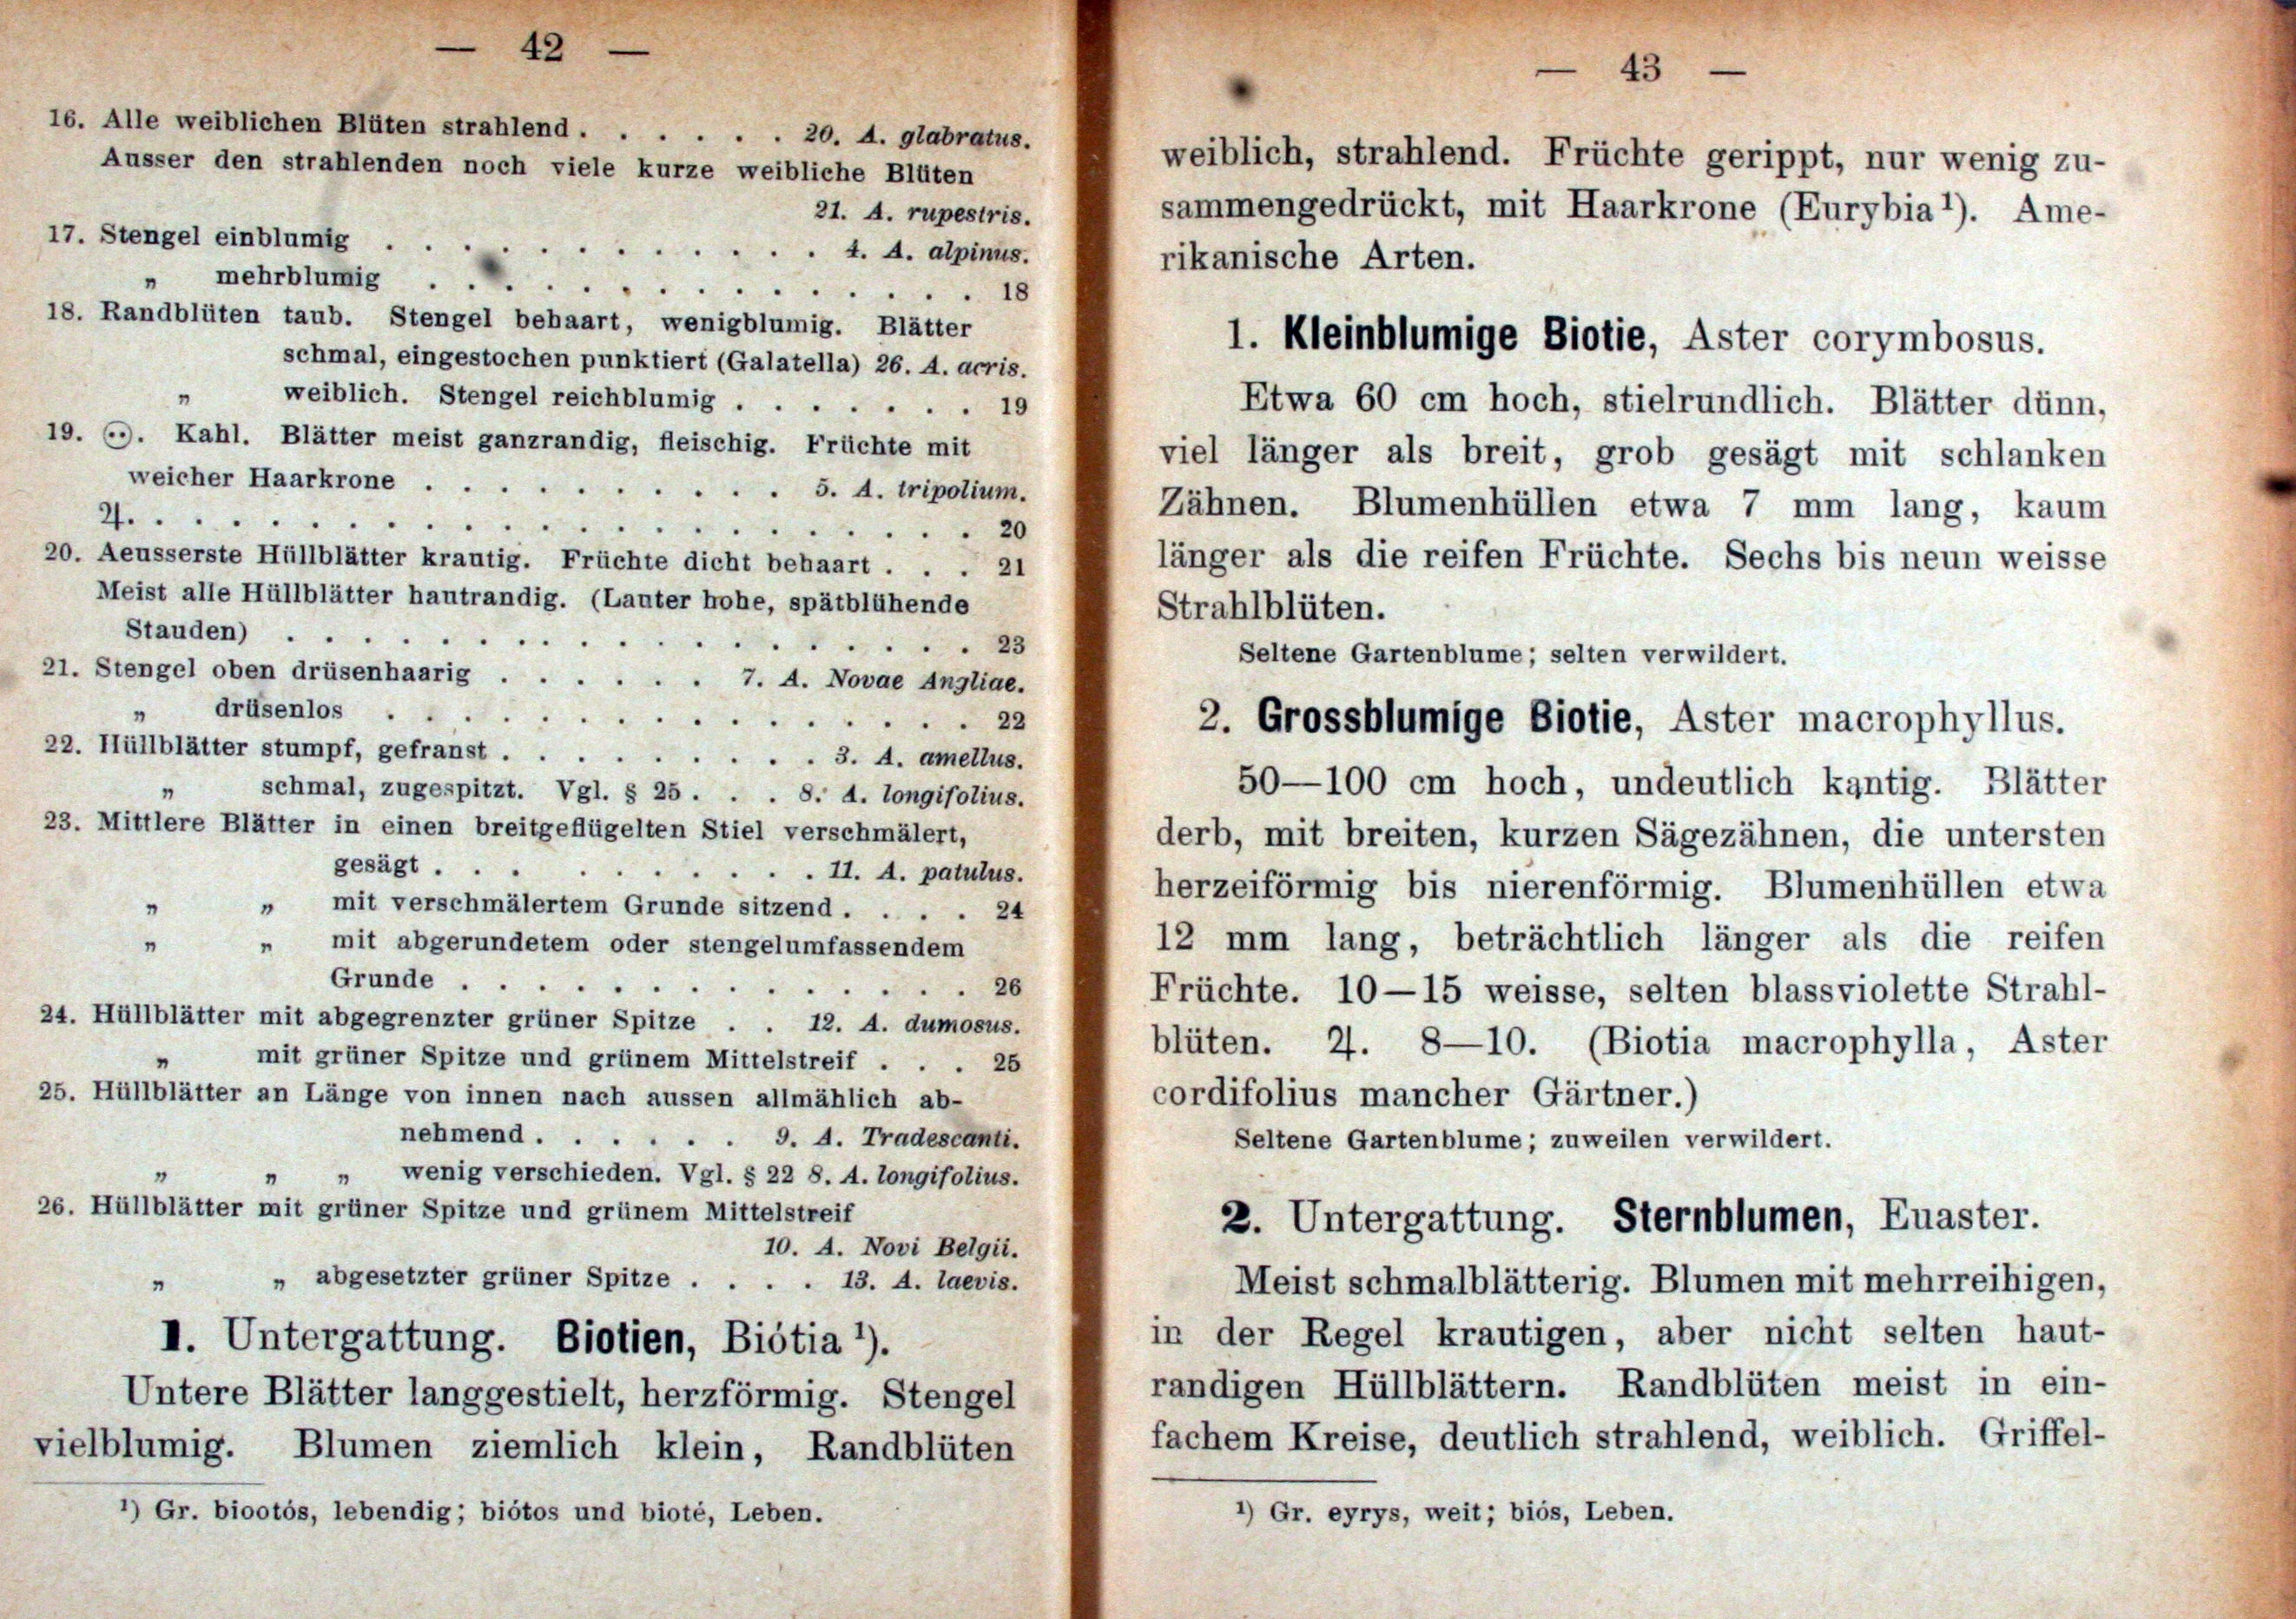 — 42 —
16. Alle weiblichen Blüten strahlend . . . . . . 20. A. glabratus.
Ausser den strahlenden noch viele kurze weibliche Blüten
21. A. rupestris.
17. Stengel einblumig . . . . . . . . . . . . 4. A. alpinus.
„ mehrblumig . . . . . . . . . . . . . . . 18
18. Randblüten taub. Stengel behaart, wenigblumig. Blätter
schmal, eingestochen punktiert (Galatella) 26. A. acris.
„ weiblich. Stengel reichblumig . . . . . . . 19
19. ⊙. Kahl. Blätter meist ganzrandig, fleischig. Früchte mit
weicher Haarkrone . . . . . . . . . . 5. A. tripolium.
♃. . . . . . . . . . . . . . . . . . . . . . . 20
20. Aeusserste Hüllblätter krautig. Früchte dicht behaart . . . 21
Meist alle Hüllblätter hautrandig. (Lauter hohe, spätblühende
Stauden) . . . . . . . . . . . . . . . . . . 23
21. Stengel oben drüsenhaarig . . . . . . 7. A. Novae Angliae.
„ drüsenlos . . . . . . . . . . . . . . . . 22
22. Hüllblätter stumpf, gefranst . . . . . . . . . 3. A. amellus.
„ schmal, zugespitzt. Vgl. § 25 . . . 8. A. longifolius.
23. Mittlere Blätter in einen breitgeflügelten Stiel verschmälert,
gesägt . . . . . . . . . . 11. A. patulus.
„ „ mit verschmälertem Grunde sitzend . . . . 24
„ „ mit abgerundetem oder stengelumfassendem
Grunde . . . . . . . . . . . . . . 26
24. Hüllblätter mit abgegrenzter grüner Spitze . . 12. A. dumosus.
„ mit grüner Spitze und grünem Mittelstreif . . . 25
25. Hüllblätter an Länge von innen nach aussen allmählich ab-
nehmend . . . . . . 9. A. Tradescanti.
„ „ „ wenig verschieden. Vgl. § 22 8. A. longifolius.
26. Hüllblätter mit grüner Spitze und grünem Mittelstreif
10. A. Novi Belgii.
„ „ abgesetzter grüner Spitze . . . . 13. A. laevis.
I. Untergattung. Biotien, Biótia ¹).
Untere Blätter langgestielt, herzförmig. Stengel
vielblumig. Blumen ziemlich klein, Randblüten
¹) Gr. biootós, lebendig; biótos und bioté, Leben.
— 43 —
weiblich, strahlend. Früchte gerippt, nur wenig zu-
sammengedrückt, mit Haarkrone (Eurybia ¹). Ame-
rikanische Arten.
1. Kleinblumige Biotie, Aster corymbosus.
Etwa 60 cm hoch, stielrundlich. Blätter dünn,
viel länger als breit, grob gesägt mit schlanken
Zähnen. Blumenhüllen etwa 7 mm lang, kaum
länger als die reifen Früchte. Sechs bis neun weisse
Strahlblüten.
Seltene Gartenblume; selten verwildert.
2. Grossblumige Biotie, Aster macrophyllus.
50—100 cm hoch, undeutlich kantig. Blätter
derb, mit breiten, kurzen Sägezähnen, die untersten
herzeiförmig bis nierenförmig. Blumenhüllen etwa
12 mm lang, beträchtlich länger als die reifen
Früchte. 10—15 weisse, selten blassviolette Strahl-
blüten. ♃. 8—10. (Biotia macrophylla, Aster
cordifolius mancher Gärtner.)
Seltene Gartenblume; zuweilen verwildert.
2. Untergattung. Sternblumen, Euaster.
Meist schmalblätterig. Blumen mit mehrreihigen,
in der Regel krautigen, aber nicht selten haut-
randigen Hüllblättern. Randblüten meist in ein-
fachem Kreise, deutlich strahlend, weiblich. Griffel-
¹) Gr. eyrys, weit; biós, Leben.